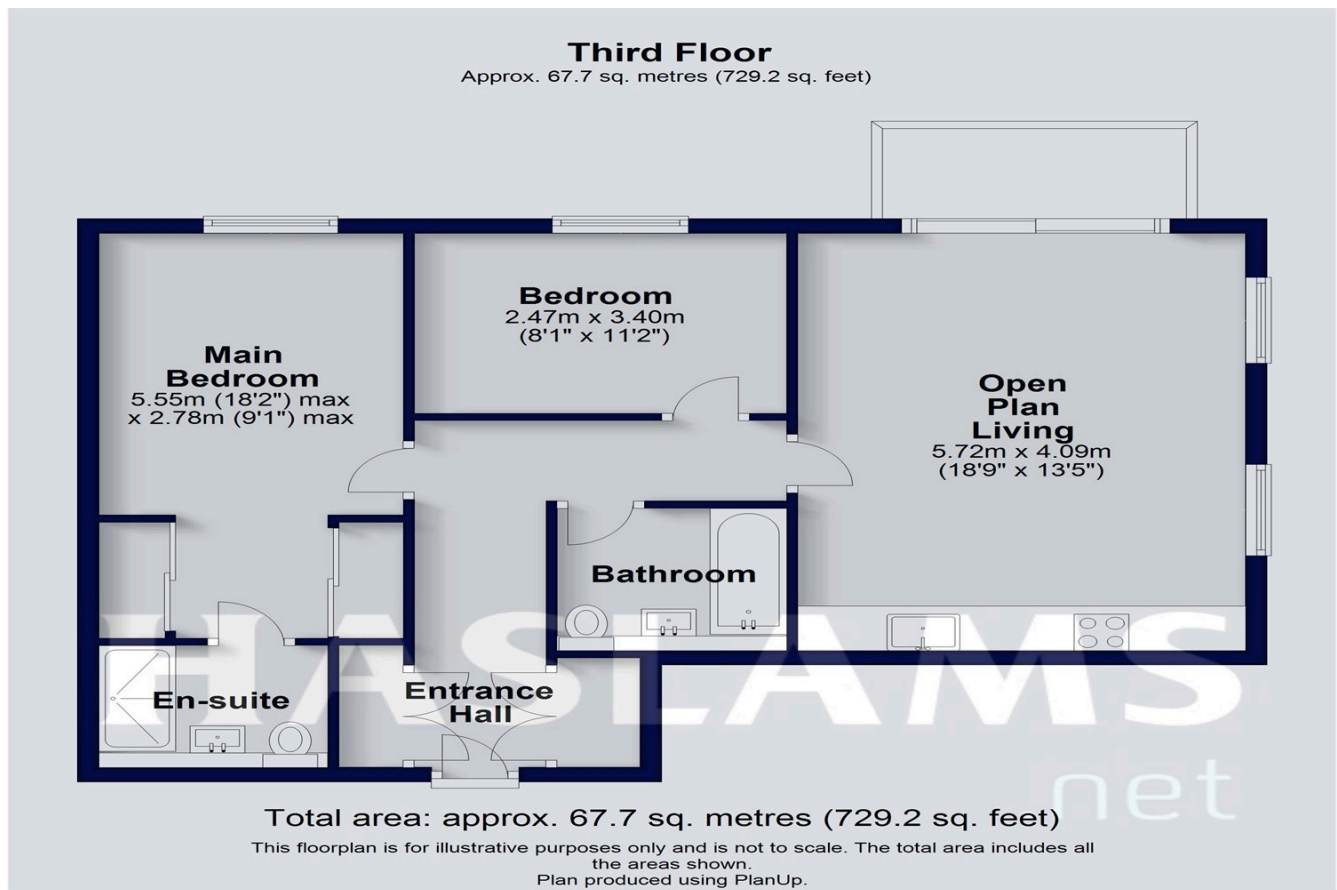 Third Floor
Approx. 67.7 sq. metres (729.2 sq. feet)
Main
Bedroom
5.55m (18'2") max
x 2.78m (9'1") max
Bedroom
2.47m x 3.40m
(8'1" x 11'2")
Open
Plan
Living
5.72m x 4.09m
(18'9" x 13'5")
Bathroom
En-suite
Entrance
Hall
HASLAMS
net
Total area: approx. 67.7 sq. metres (729.2 sq. feet)
This floorplan is for illustrative purposes only and is not to scale. The total area includes all
the areas shown.
Plan produced using PlanUp.